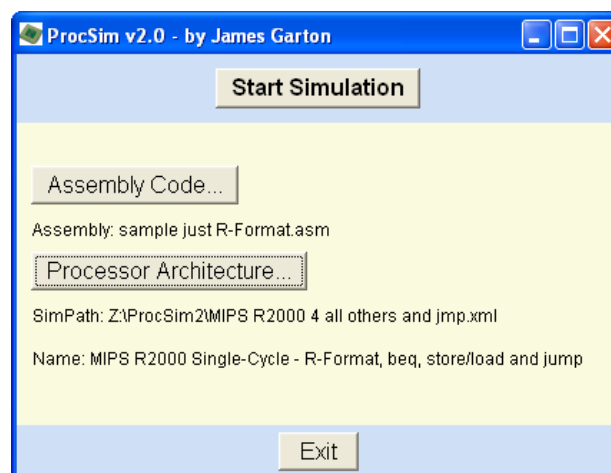 ProcSim v2.0 - by James Garton
Start Simulation
Assembly Code...
Assembly: sample just R-Format.asm
Processor Architecture...
SimPath: Z:\ProcSim2\MIPS R2000 4 all others and jmp.xml
Name: MIPS R2000 Single-Cycle - R-Format, beq, store/load and jump
Exit